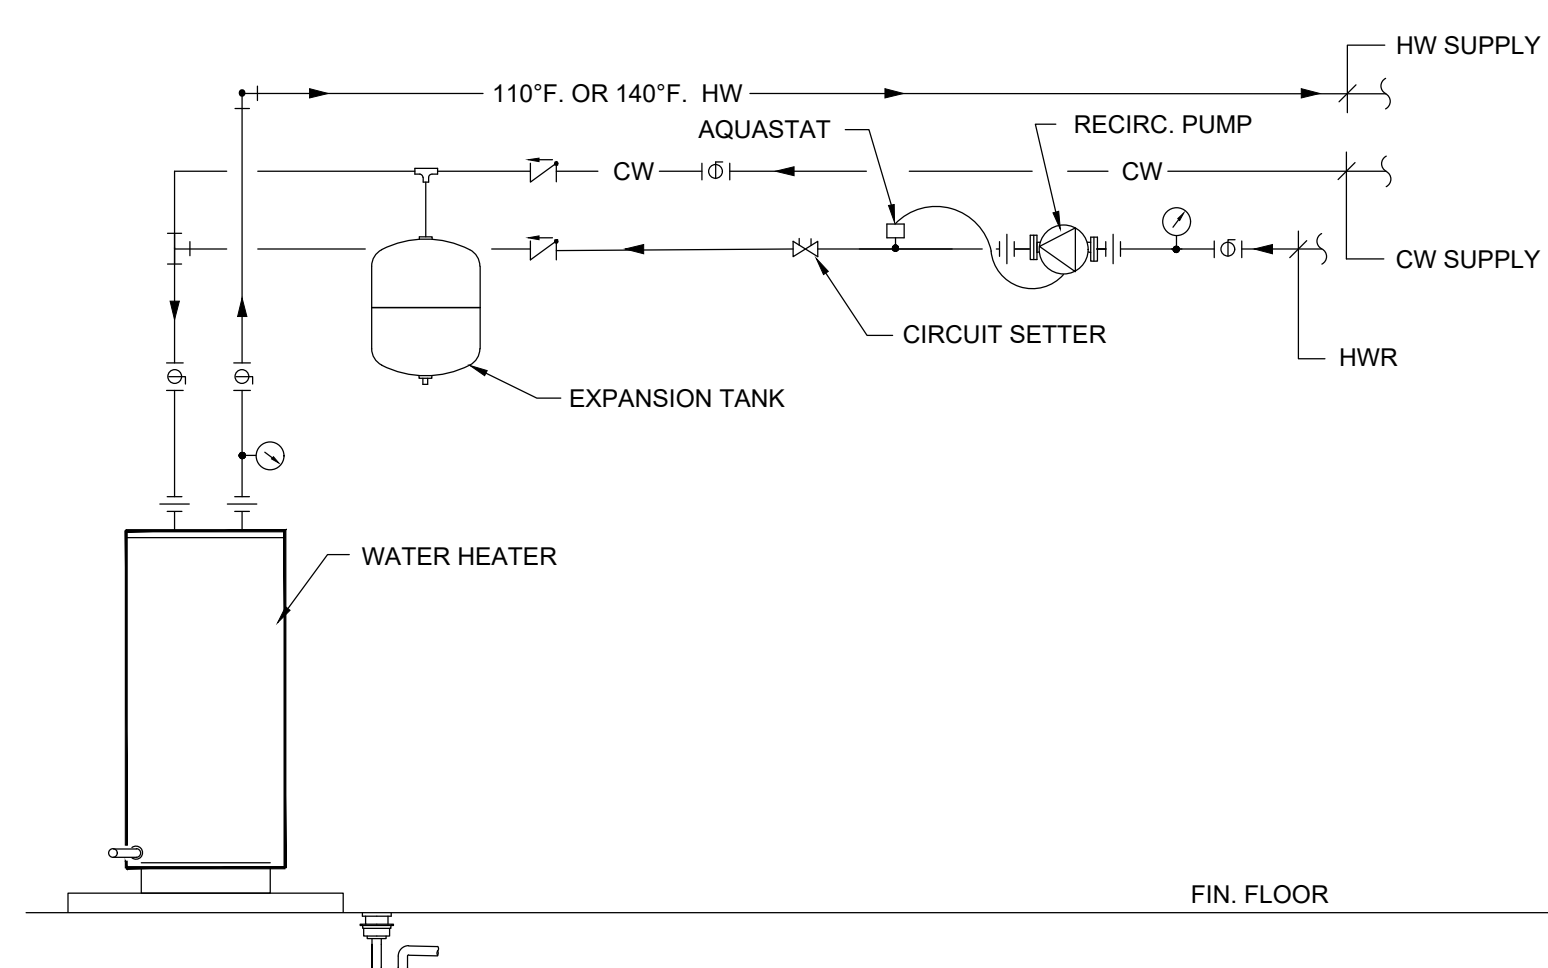 HW SUPPLY
110°F. OR 140°F. HW
AQUASTAT
RECIRC. PUMP
CW
CW
CW SUPPLY
CIRCUIT SETTER
HWR
EXPANSION TANK
WATER HEATER
FIN. FLOOR